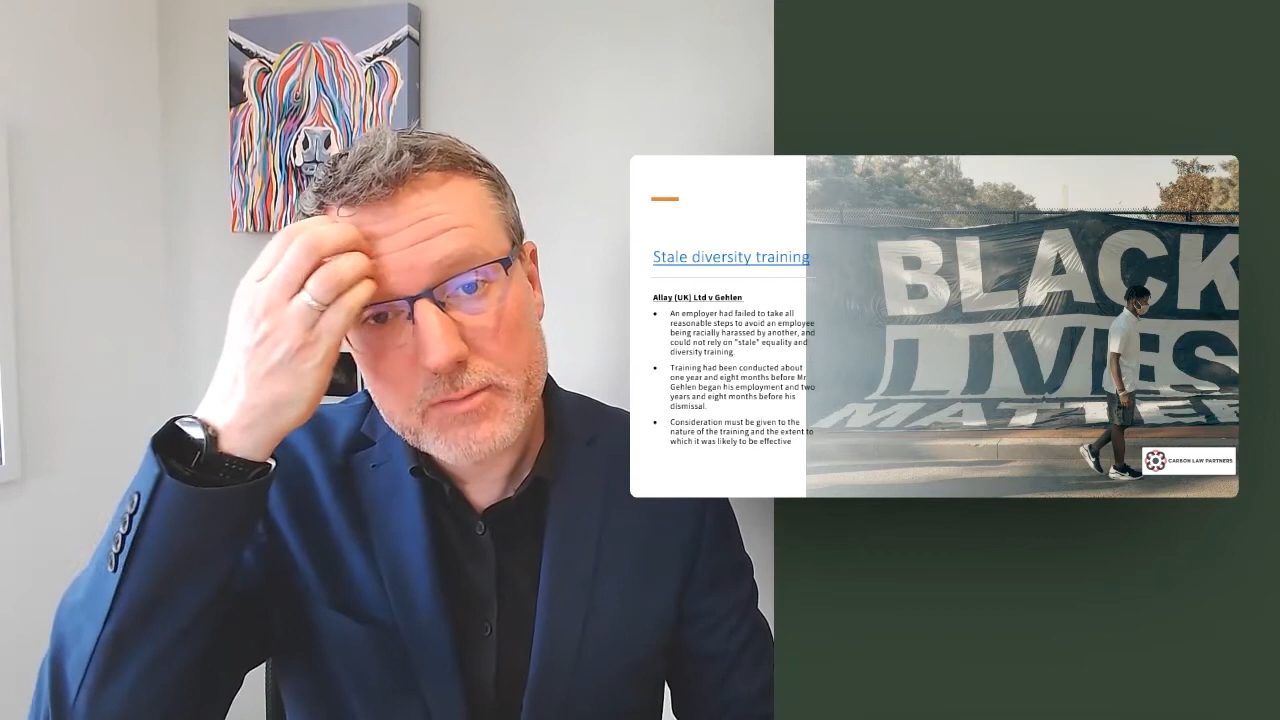 Stale diversity training
Allay (UK) Ltd v Gehlen
• An employer had failed to take all
reasonable steps to avoid an employee
being racially harassed by another, and
could not rely on "stale" equality and
diversity training.
• Training had been conducted about
one year and eight months before Mr
Gehlen began his employment and two
years and eight months before his
dismissal.
• Consideration must be given to the
nature of the training and the extent to
which it was likely to be effective
BLACK
LIVES
MATTER
CARBON LAW PARTNERS